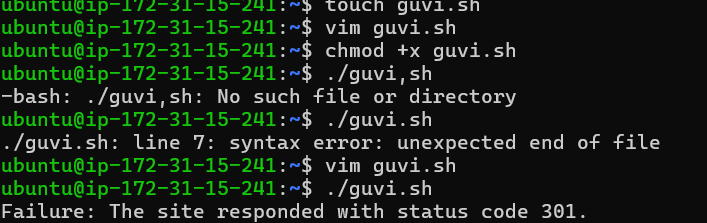 ubuntu@ip-172-31-15-241:~$ touch guvi.sh
ubuntu@ip-172-31-15-241:~$ vim guvi.sh
ubuntu@ip-172-31-15-241:~$ chmod +x guvi.sh
ubuntu@ip-172-31-15-241:~$ ./guvi,sh
-bash: ./guvi,sh: No such file or directory
ubuntu@ip-172-31-15-241:~$ ./guvi.sh
./guvi.sh: line 7: syntax error: unexpected end of file
ubuntu@ip-172-31-15-241:~$ vim guvi.sh
ubuntu@ip-172-31-15-241:~$ ./guvi.sh
Failure: The site responded with status code 301.